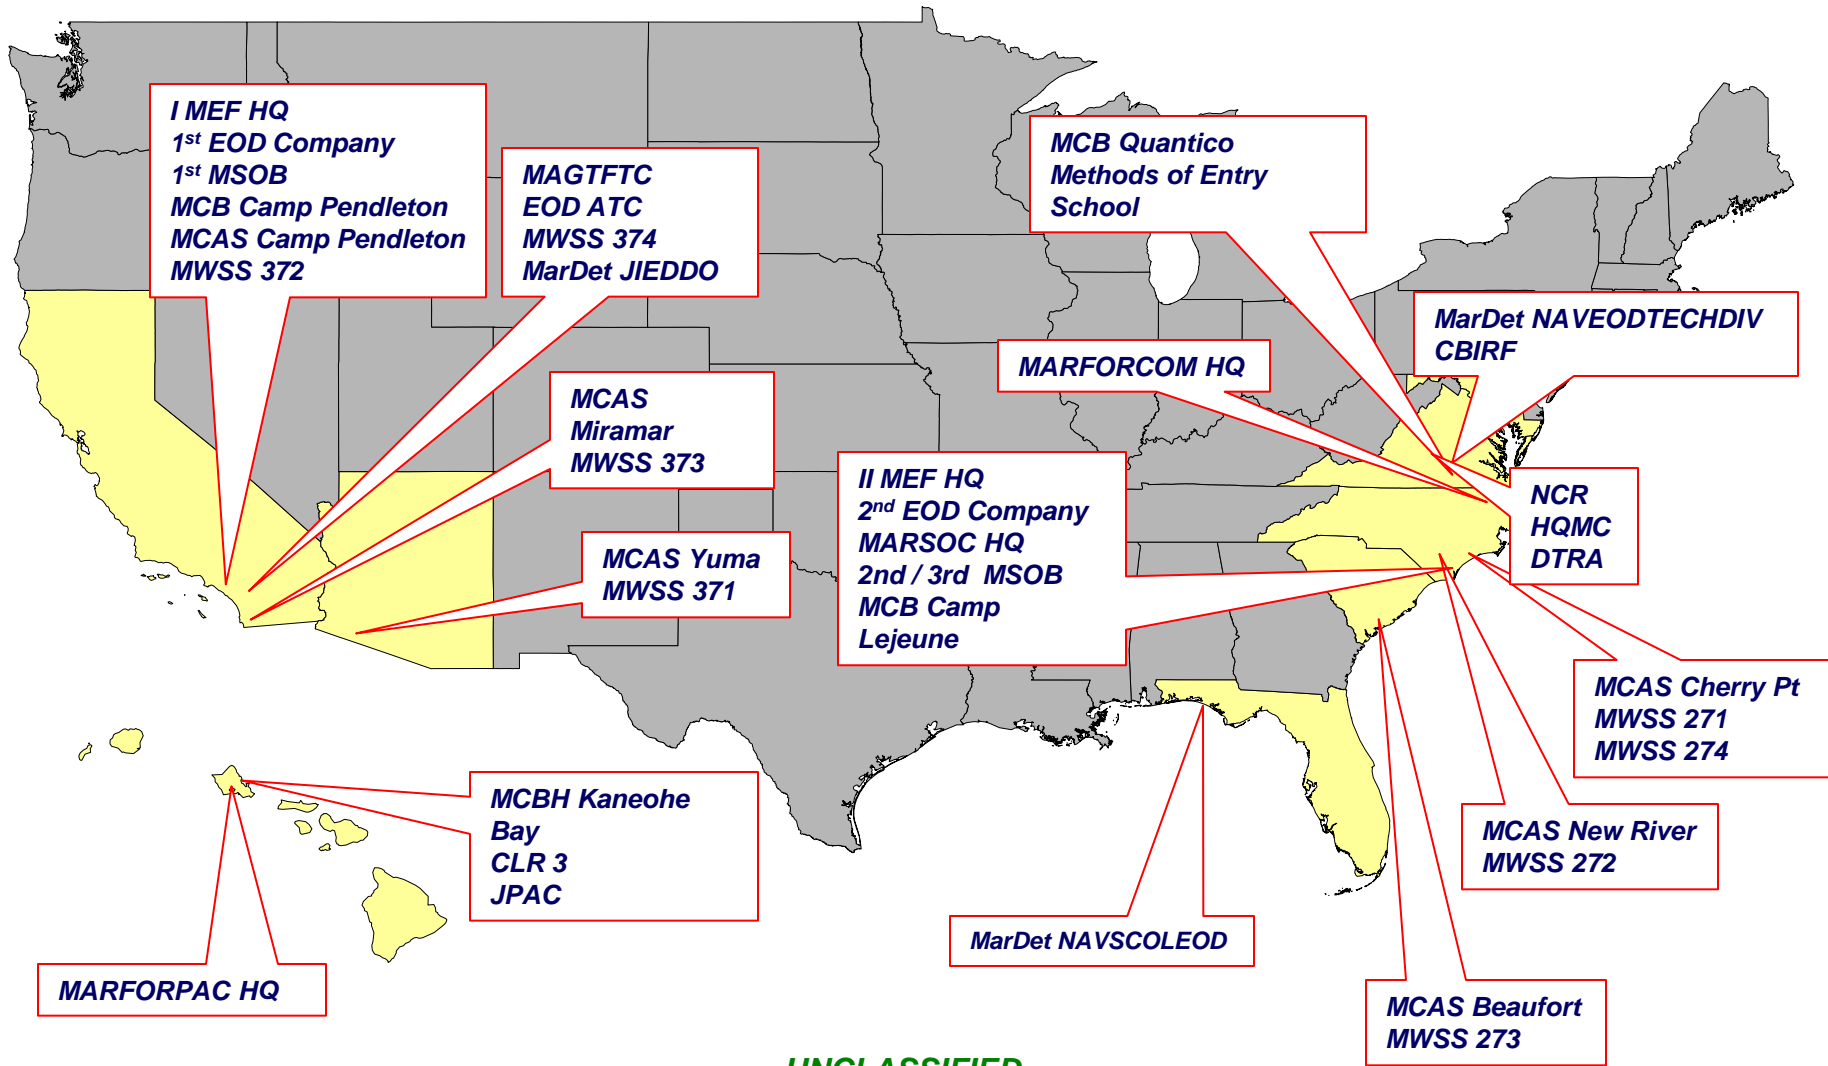 I MEF HQ
1st EOD Company
1st MSOB
MCB Camp Pendleton
MCAS Camp Pendleton
MWSS 372
MAGTFTC
EOD ATC
MWSS 374
MarDet JIEDDO
MCB Quantico
Methods of Entry
School
MarDet NAVEODTECHDIV
CBIRF
MARFORCOM HQ
MCAS
Miramar
MWSS 373
II MEF HQ
2nd EOD Company
MARSOC HQ
2nd / 3rd MSOB
MCB Camp
Lejeune
NCR
HQMC
DTRA
MCAS Yuma
MWSS 371
MCAS Cherry Pt
MWSS 271
MWSS 274
MCBH Kaneohe
Bay
CLR 3
JPAC
MCAS New River
MWSS 272
MarDet NAVSCOLEOD
MARFORPAC HQ
MCAS Beaufort
MWSS 273
UNCLASSIFIED